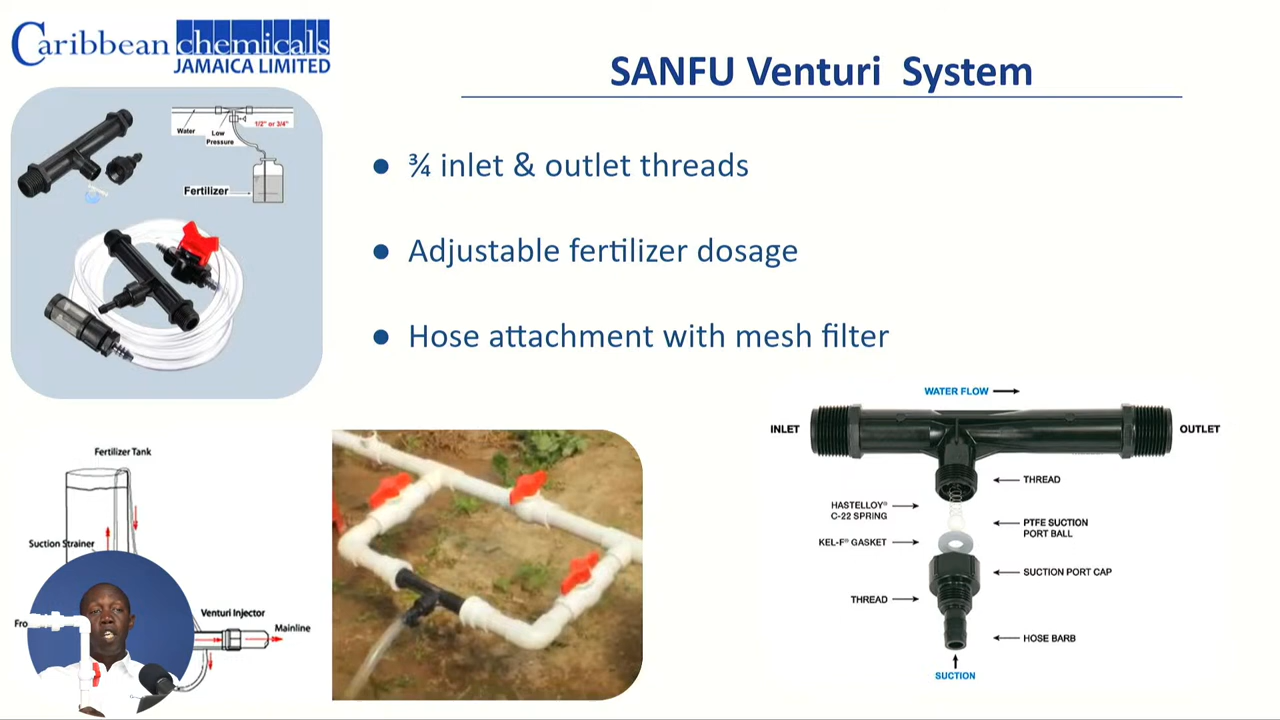 Caribbean chemicals
JAMAICA LIMITED
SANFU Venturi System
Water
Low
Pressure
1/2" or 3/4"
Fertilizer
● ¾ inlet & outlet threads
● Adjustable fertilizer dosage
● Hose attachment with mesh filter
WATER FLOW
INLET
OUTLET
THREAD
HASTELLOY®
C-22 SPRING
PTFE SUCTION
PORT BALL
KEL-F® GASKET
SUCTION PORT CAP
THREAD
HOSE BARB
SUCTION
Fertilizer Tank
Suction Strainer
Venturi Injector
Mainline